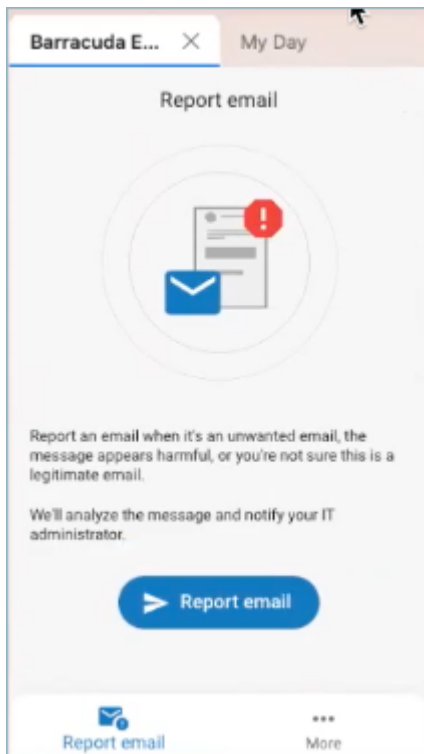 Barracuda E... My Day
Report email
Report an email when it's an unwanted email, the
message appears harmful, or you're not sure this is a
legitimate email.
We'll analyze the message and notify your IT
administrator.
Report email
Report email More